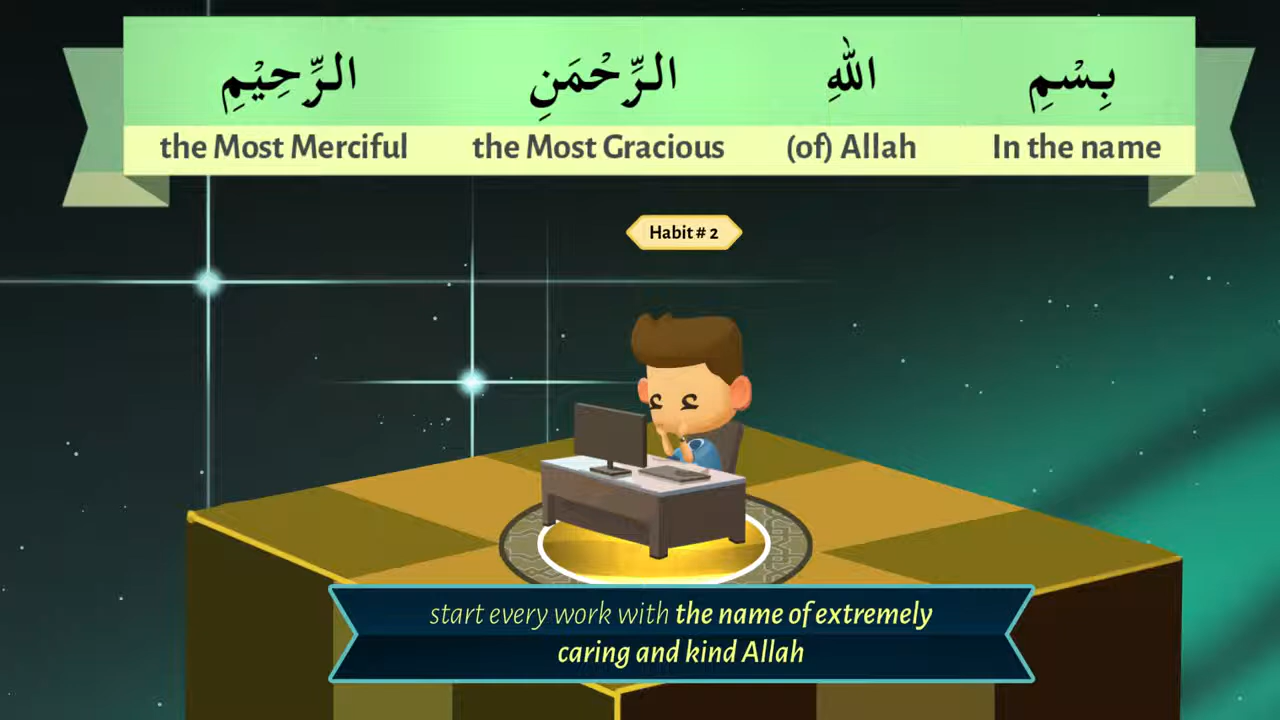 بِسْمِ اللّٰهِ الرَّحْمَنِ الرَّحِيْمِ
the Most Merciful the Most Gracious (of) Allah In the name
Habit # 2
start every work with the name of extremely
caring and kind Allah